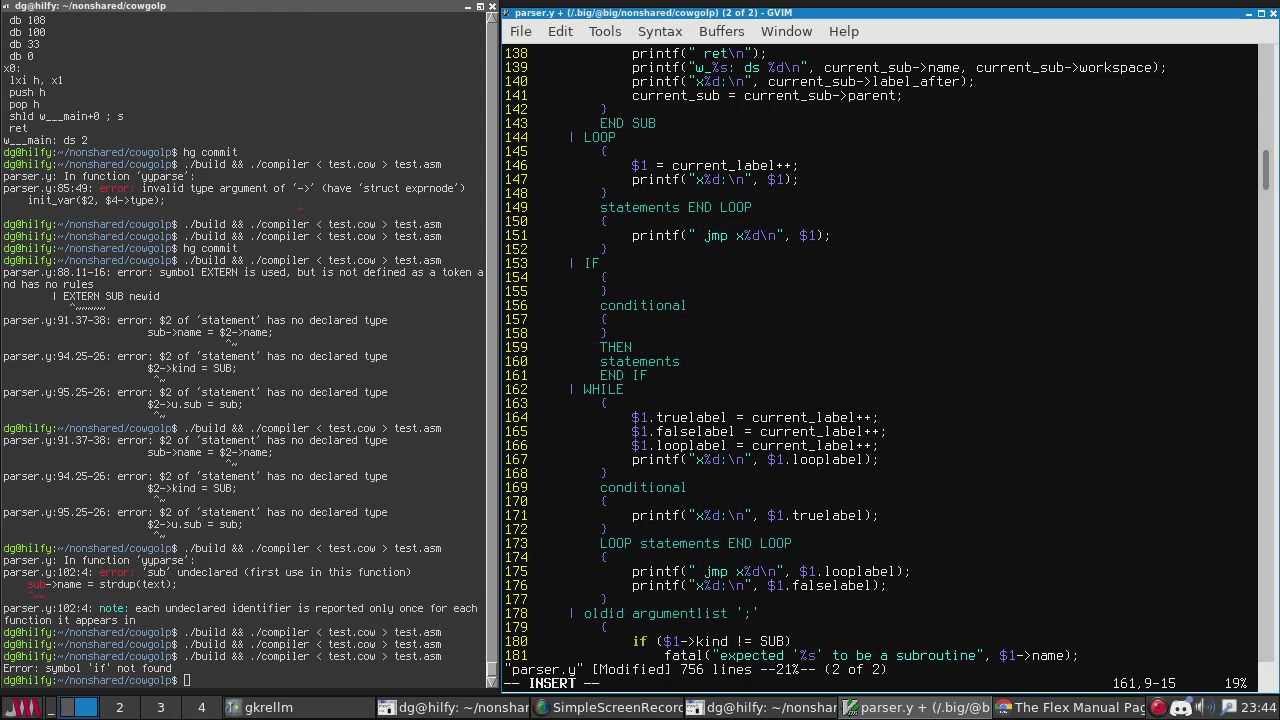 dg@hilfy:~/nonshared/cowgolp
db 108
db 100
db 33
db 0
x0:
lxi h, x1
push h
pop h
shld w___main+0 ; s
ret
w___main: ds 2
dg@hilfy:~/nonshared/cowgolp$ hg commit
dg@hilfy:~/nonshared/cowgolp$ ./build && ./compiler < test.cow > test.asm
parser.y: In function 'yyparse':
parser.y:85:49: error: invalid type argument of '->' (have 'struct exprnode')
init_var($2, $4->type);
^
dg@hilfy:~/nonshared/cowgolp$ ./build && ./compiler < test.cow > test.asm
dg@hilfy:~/nonshared/cowgolp$ ./build && ./compiler < test.cow > test.asm
dg@hilfy:~/nonshared/cowgolp$ hg commit
dg@hilfy:~/nonshared/cowgolp$ ./build && ./compiler < test.cow > test.asm
parser.y:88.11-16: error: symbol EXTERN is used, but is not defined as a token a
nd has no rules
| EXTERN SUB newid
^~~~~~
parser.y:91.37-38: error: $2 of 'statement' has no declared type
sub->name = $2->name;
^~
parser.y:94.25-26: error: $2 of 'statement' has no declared type
$2->kind = SUB;
^~
parser.y:95.25-26: error: $2 of 'statement' has no declared type
$2->u.sub = sub;
^~
dg@hilfy:~/nonshared/cowgolp$ ./build && ./compiler < test.cow > test.asm
parser.y:91.37-38: error: $2 of 'statement' has no declared type
sub->name = $2->name;
^~
parser.y:94.25-26: error: $2 of 'statement' has no declared type
$2->kind = SUB;
^~
parser.y:95.25-26: error: $2 of 'statement' has no declared type
$2->u.sub = sub;
^~
dg@hilfy:~/nonshared/cowgolp$ ./build && ./compiler < test.cow > test.asm
parser.y: In function 'yyparse':
parser.y:102:4: error: 'sub' undeclared (first use in this function)
sub->name = strdup(text);
^~~
parser.y:102:4: note: each undeclared identifier is reported only once for each
function it appears in
dg@hilfy:~/nonshared/cowgolp$ ./build && ./compiler < test.cow > test.asm
dg@hilfy:~/nonshared/cowgolp$ ./build && ./compiler < test.cow > test.asm
dg@hilfy:~/nonshared/cowgolp$ ./build && ./compiler < test.cow > test.asm
Error: symbol 'if' not found
dg@hilfy:~/nonshared/cowgolp$
parser.y + (/.big/@big/nonshared/cowgolp) (2 of 2) - GVIM
File Edit Tools Syntax Buffers Window Help
138 printf(" ret\n");
139 printf("w_%s: ds %d\n", current_sub->name, current_sub->workspace);
140 printf("x%d:\n", current_sub->label_after);
141 current_sub = current_sub->parent;
142 }
143 END SUB
144 | LOOP
145 {
146 $1 = current_label++;
147 printf("x%d:\n", $1);
148 }
149 statements END LOOP
150 {
151 printf(" jmp x%d\n", $1);
152 }
153 | IF
154 {
155 }
156 conditional
157 {
158 }
159 THEN
160 statements
161 END IF
162 | WHILE
163 {
164 $1.truelabel = current_label++;
165 $1.falselabel = current_label++;
166 $1.looplabel = current_label++;
167 printf("x%d:\n", $1.looplabel);
168 }
169 conditional
170 {
171 printf("x%d:\n", $1.truelabel);
172 }
173 LOOP statements END LOOP
174 {
175 printf(" jmp x%d\n", $1.looplabel);
176 printf("x%d:\n", $1.falselabel);
177 }
178 | oldid argumentlist ';'
179 {
180 if ($1->kind != SUB)
181 fatal("expected '%s' to be a subroutine", $1->name);
"parser.y" [Modified] 756 lines --21%-- (2 of 2)
-- INSERT -- 161,9-15 19%
2 3 4 gkrellm dg@hilfy:~/nonshar SimpleScreenRecord dg@hilfy:~/nonshar parser.y + (/.big/@b The Flex Manual Pag 23:44